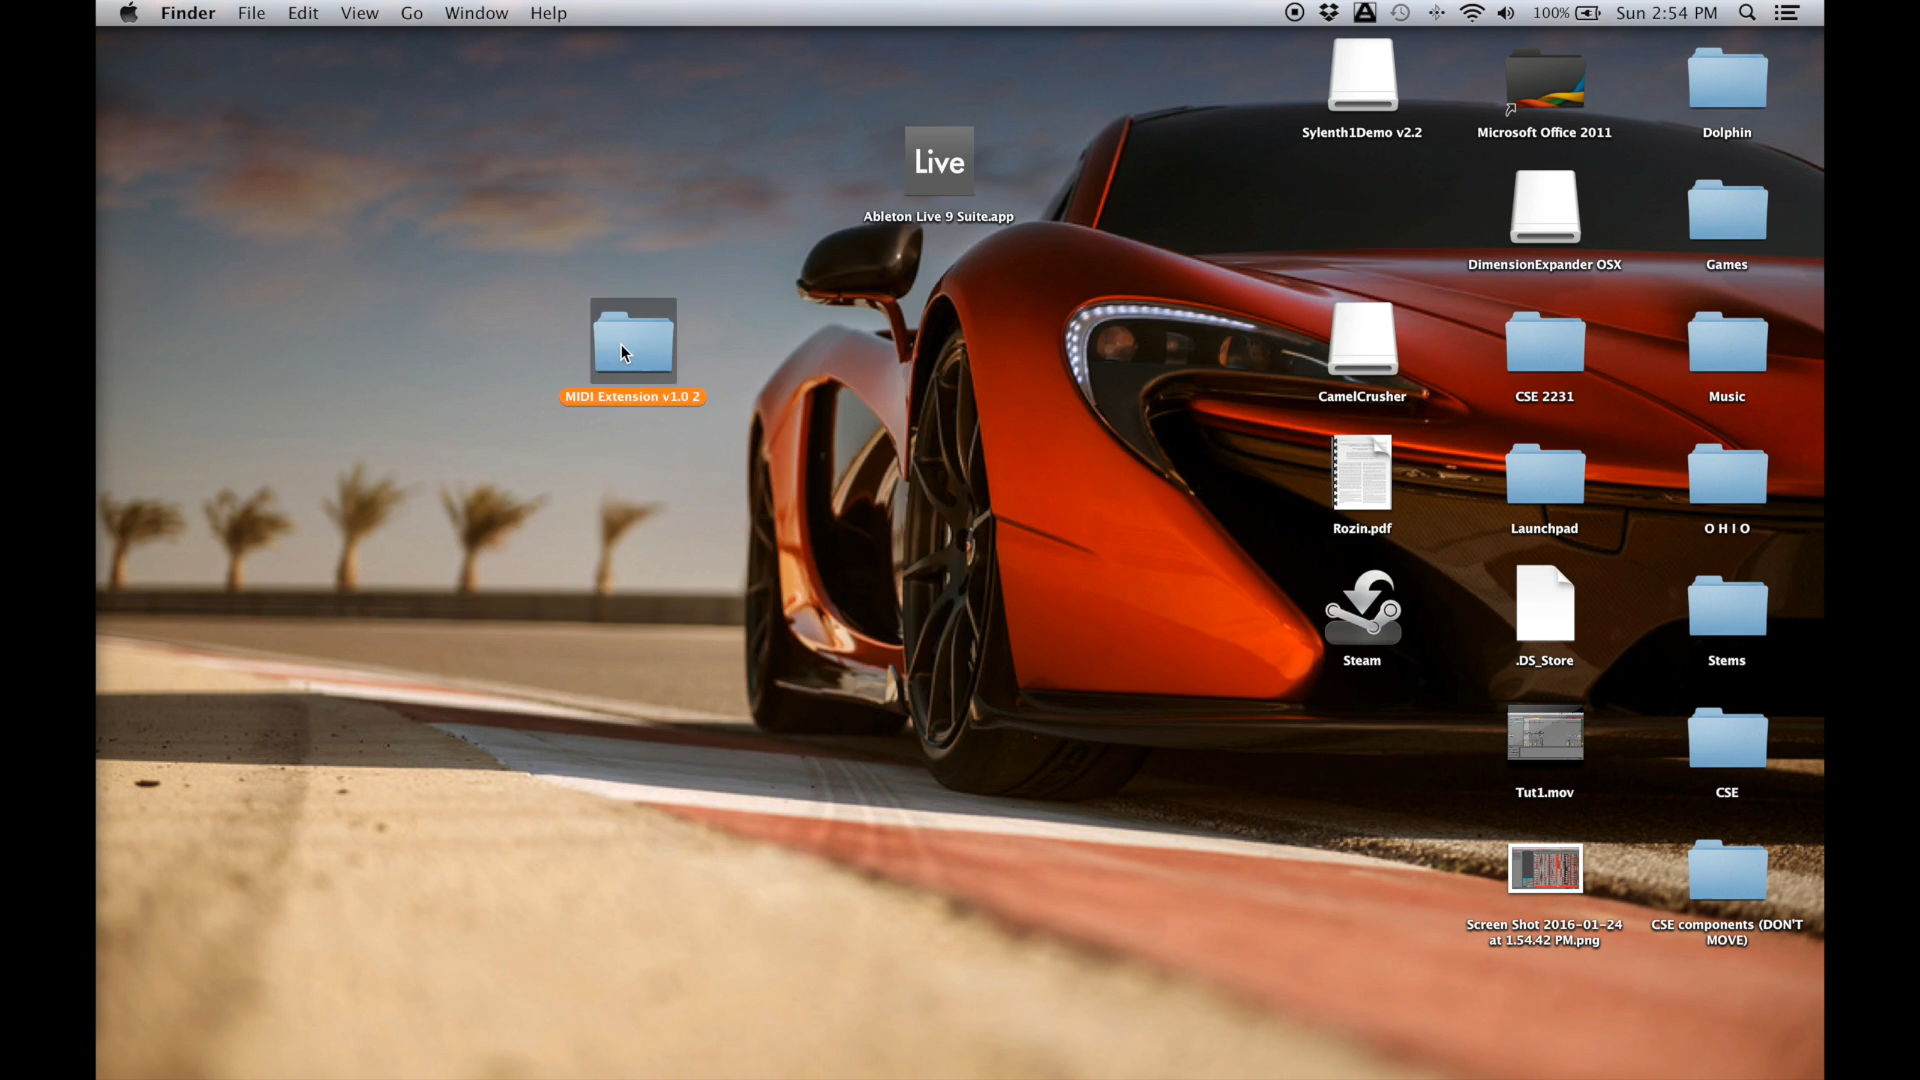 Finder File Edit View Go Window Help
100% Sun 2:54 PM
Live
Ableton Live 9 Suite.app
MIDI Extension v1.0 2
Sylenth1Demo v2.2
Microsoft Office 2011
Dolphin
DimensionExpander OSX
Games
CamelCrusher
CSE 2231
Music
Rozin.pdf
Launchpad
O H I O
Steam
.DS_Store
Stems
Tut1.mov
CSE
Screen Shot 2016-01-24
at 1.54.42 PM.png
CSE components (DON'T
MOVE)